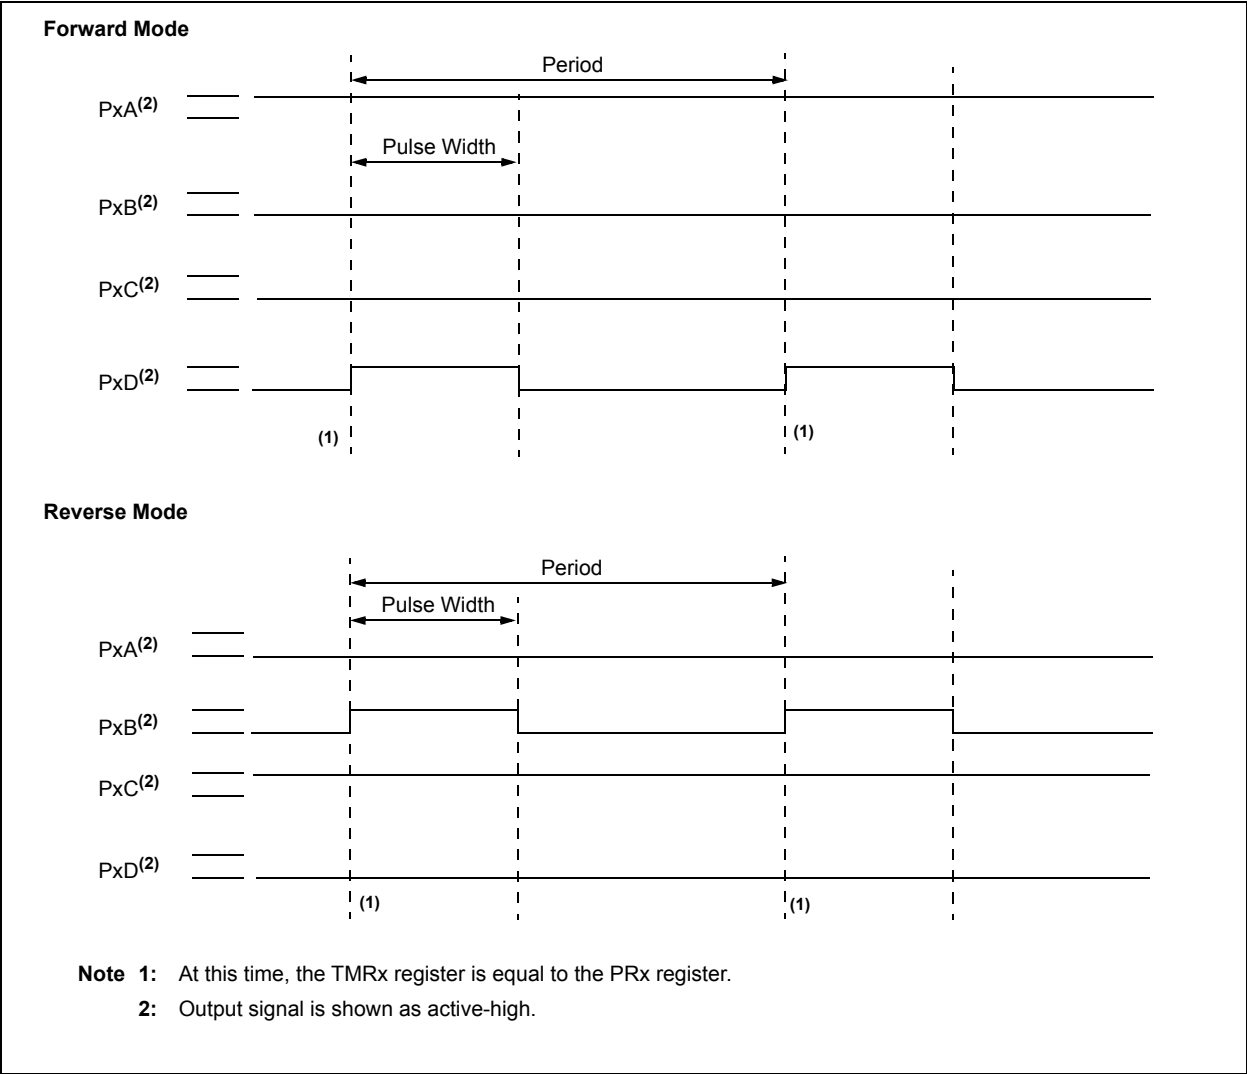 Forward Mode
Period
PxA(2)
Pulse Width
PxB(2)
PxC(2)
PxD(2)
(1)
(1)
Reverse Mode
Period
Pulse Width
PxA(2)
PxB(2)
PxC(2)
PxD(2)
(1)
(1)
Note 1: At this time, the TMRx register is equal to the PRx register.
2: Output signal is shown as active-high.